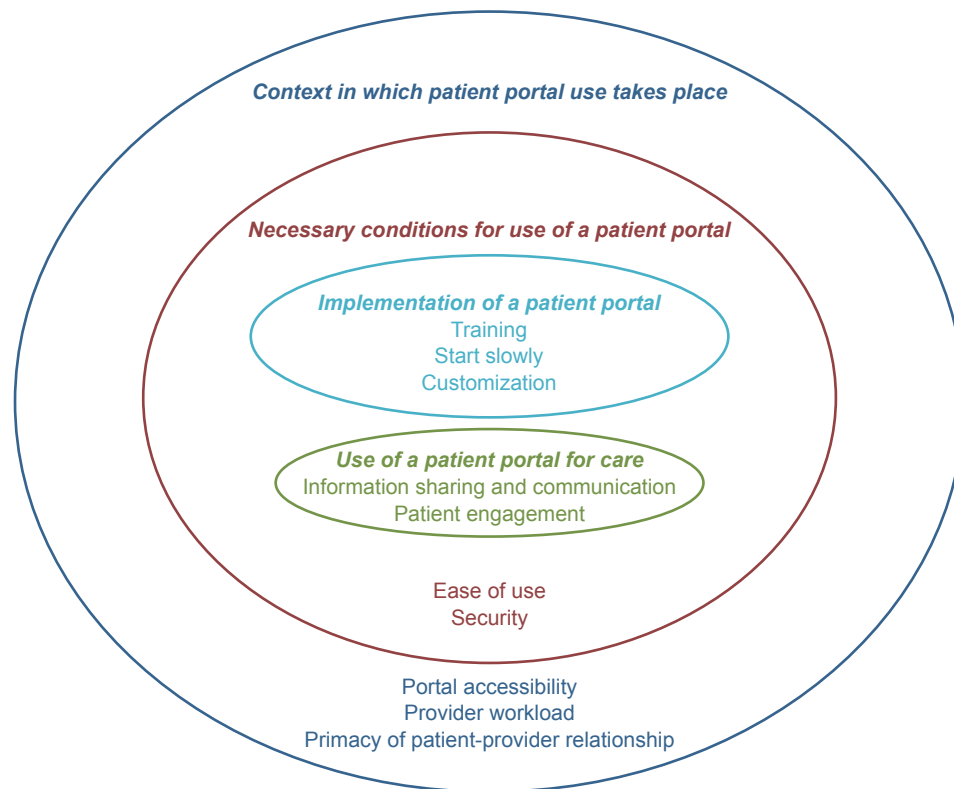 Context in which patient portal use takes place
Necessary conditions for use of a patient portal
Implementation of a patient portal
Training
Start slowly
Customization
Use of a patient portal for care
Information sharing and communication
Patient engagement
Ease of use
Security
Portal accessibility
Provider workload
Primacy of patient-provider relationship